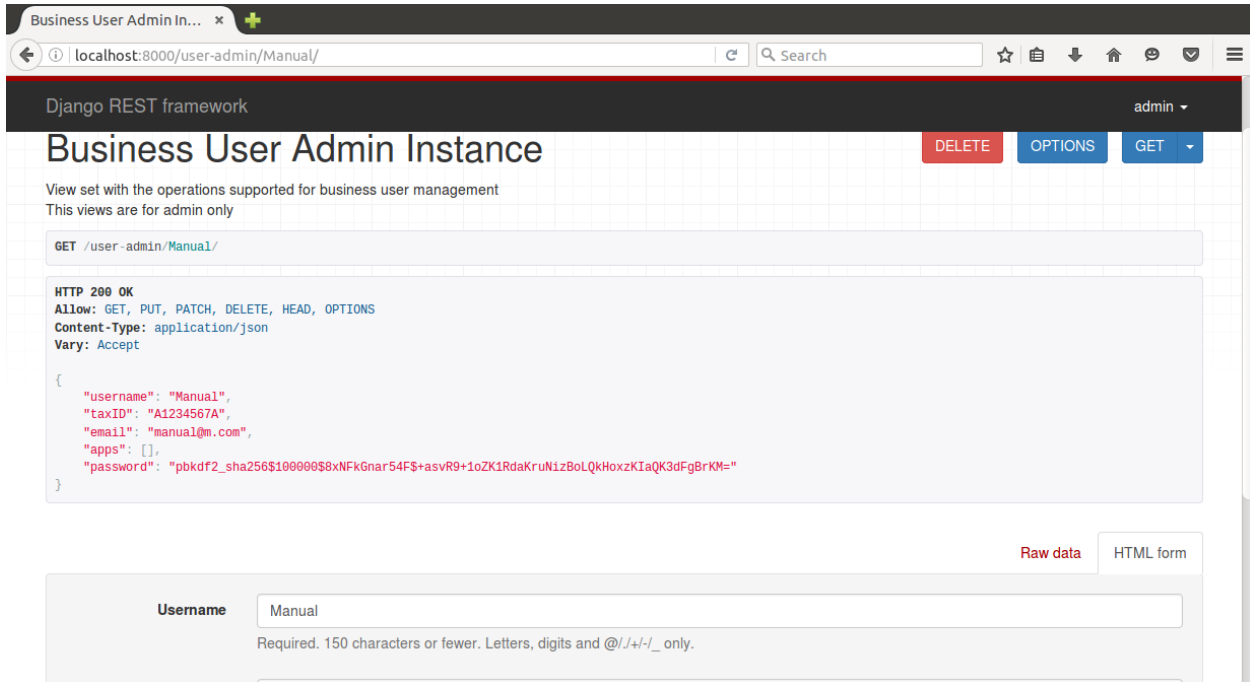 Business User Admin In...
localhost:8000/user-admin/Manual/
Search
Django REST framework
admin
Business User Admin Instance
DELETE
OPTIONS
GET
View set with the operations supported for business user management
This views are for admin only
GET /user-admin/Manual/
HTTP 200 OK
Allow: GET, PUT, PATCH, DELETE, HEAD, OPTIONS
Content-Type: application/json
Vary: Accept
{
"username": "Manual",
"taxID": "A1234567A",
"email": "manual@m.com",
"apps": [],
"password": "pbkdf2_sha256$100000$8xNFkGnar54F$+asvR9+1oZK1RdaKruNizBoLQkHoxzKIaQK3dFgBrKM="
}
Raw data
HTML form
Username
Manual
Required. 150 characters or fewer. Letters, digits and @/./+/-/_ only.